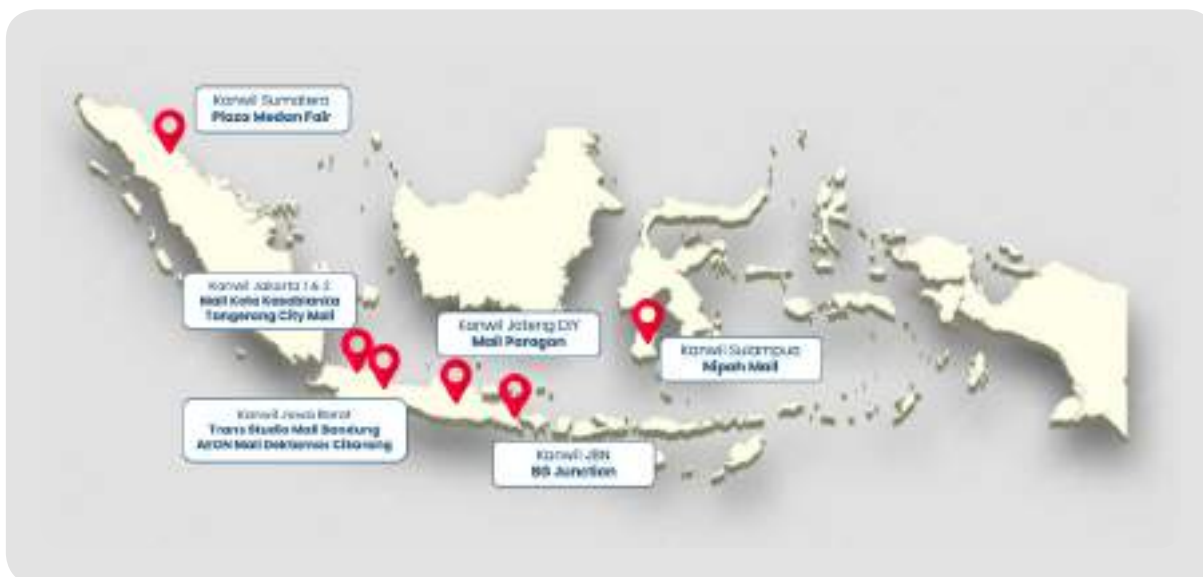 Kanwil Sumatera
Plaza Medan Fair
Kanwil Jakarta 1 & 2
Mall Kota Kasablanka
Tangerang City Mall
Kanwil Jateng DIY
Mall Paragon
Kanwil Sulampua
Nipah Mall
Kanwil Jawa Barat
Trans Studio Mall Bandung
AEON Mall Deltamas Cikarang
Kanwil JBN
BG Junction